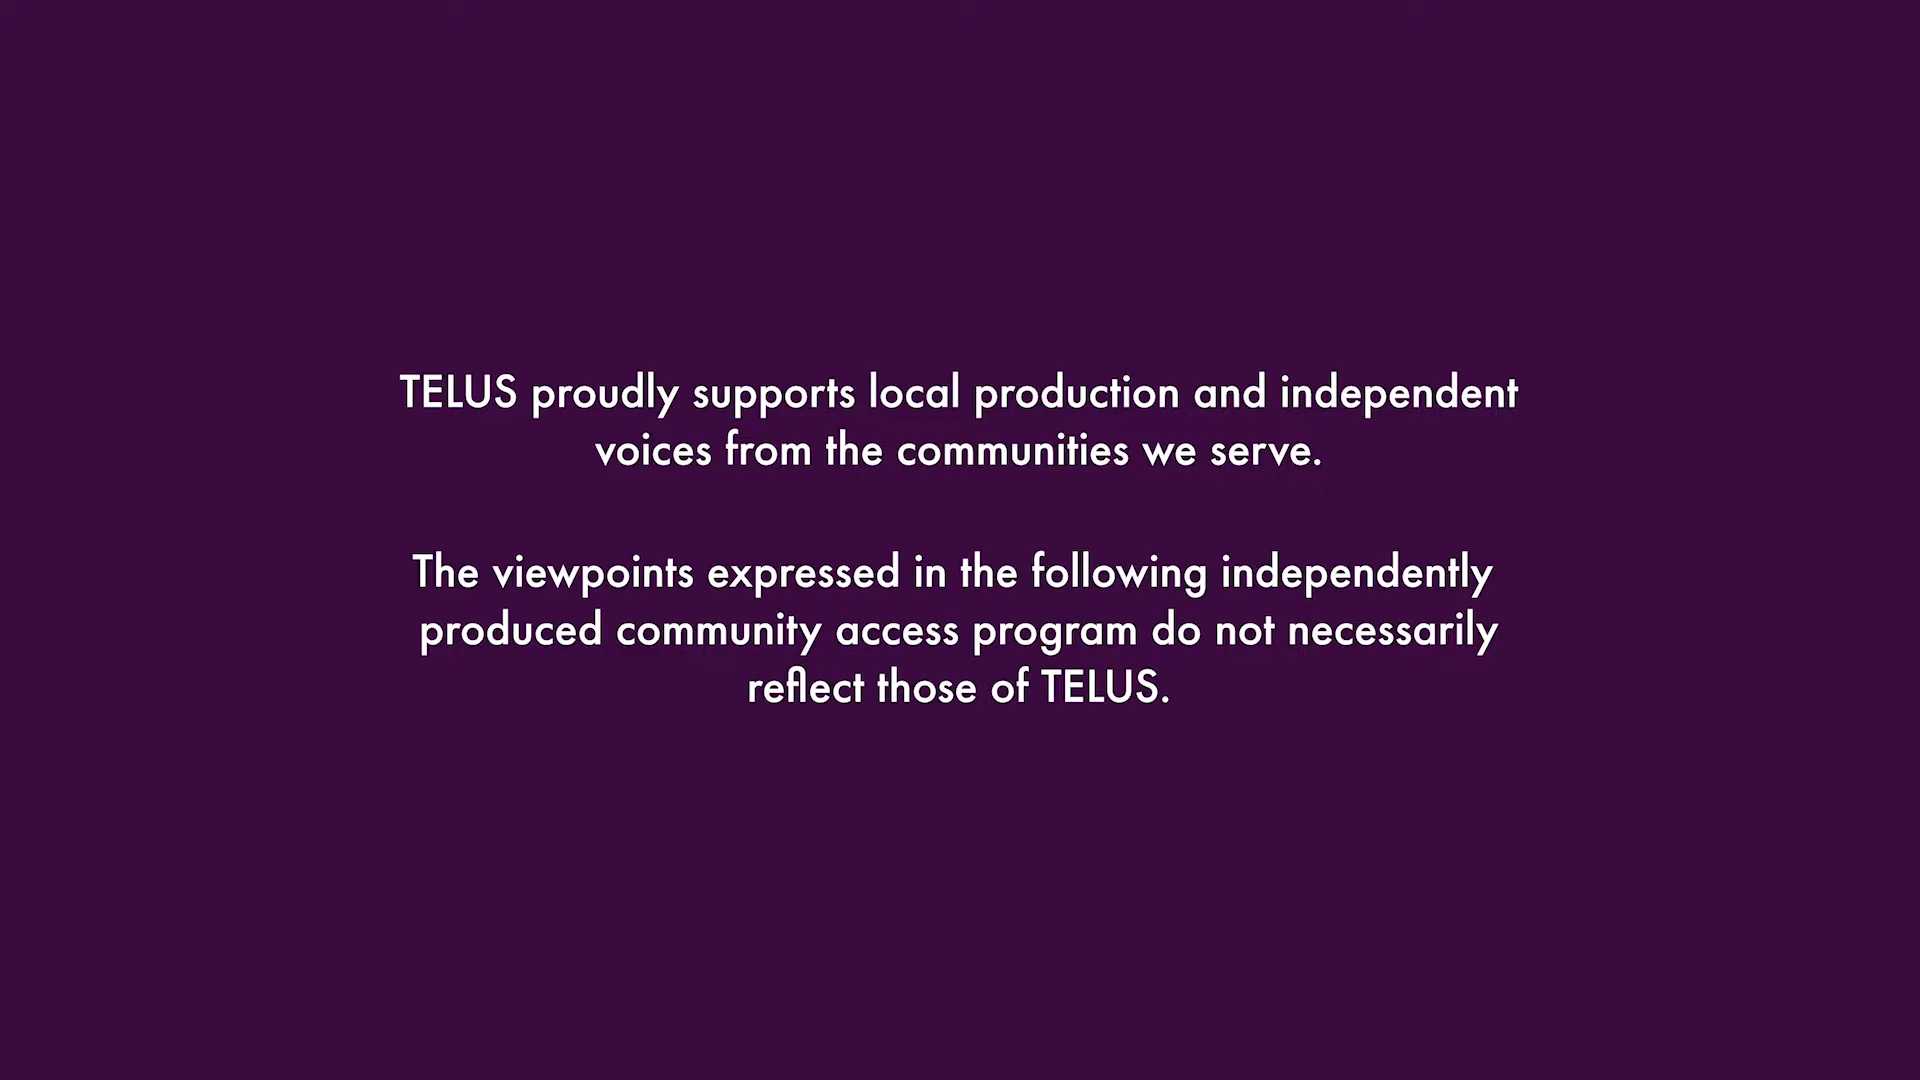 TELUS proudly supports local production and independent
voices from the communities we serve.
The viewpoints expressed in the following independently
produced community access program do not necessarily
reflect those of TELUS.